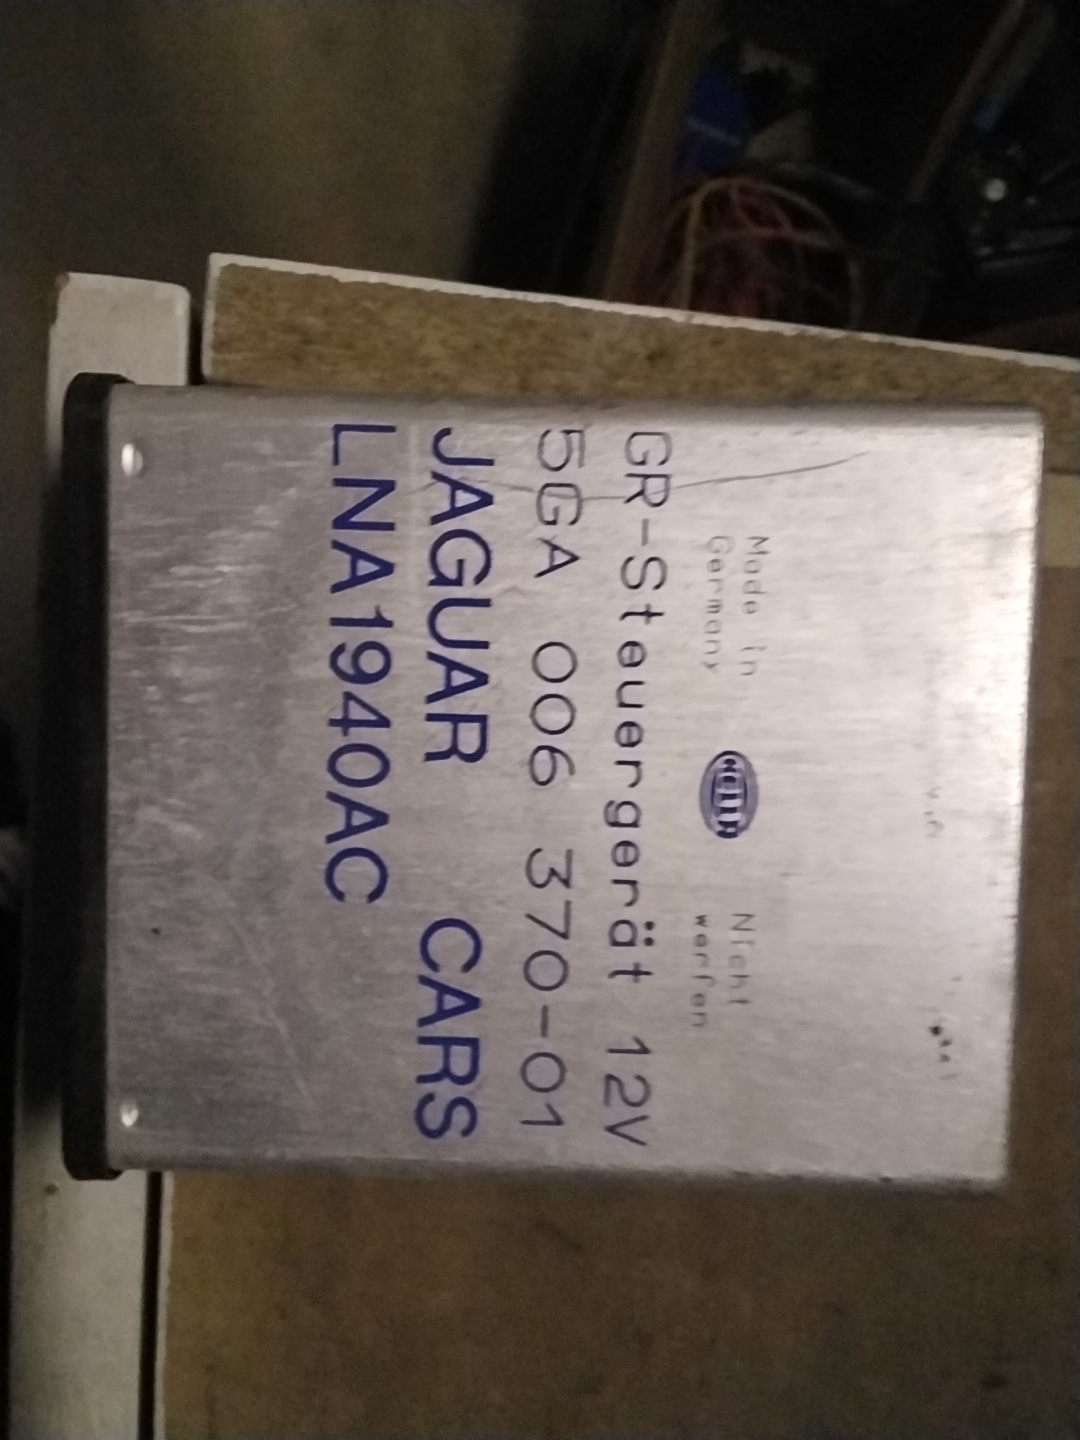 Made in
Germany
Hella
Nicht
werfen
GR-Steuergerät 12V
5GA 006 370-01
JAGUAR CARS
LNA1940AC